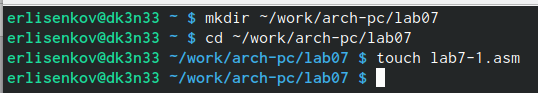 erlisenkov@dk3n33 ~ $ mkdir ~/work/arch-pc/lab07
erlisenkov@dk3n33 ~ $ cd ~/work/arch-pc/lab07
erlisenkov@dk3n33 ~/work/arch-pc/lab07 $ touch lab7-1.asm
erlisenkov@dk3n33 ~/work/arch-pc/lab07 $